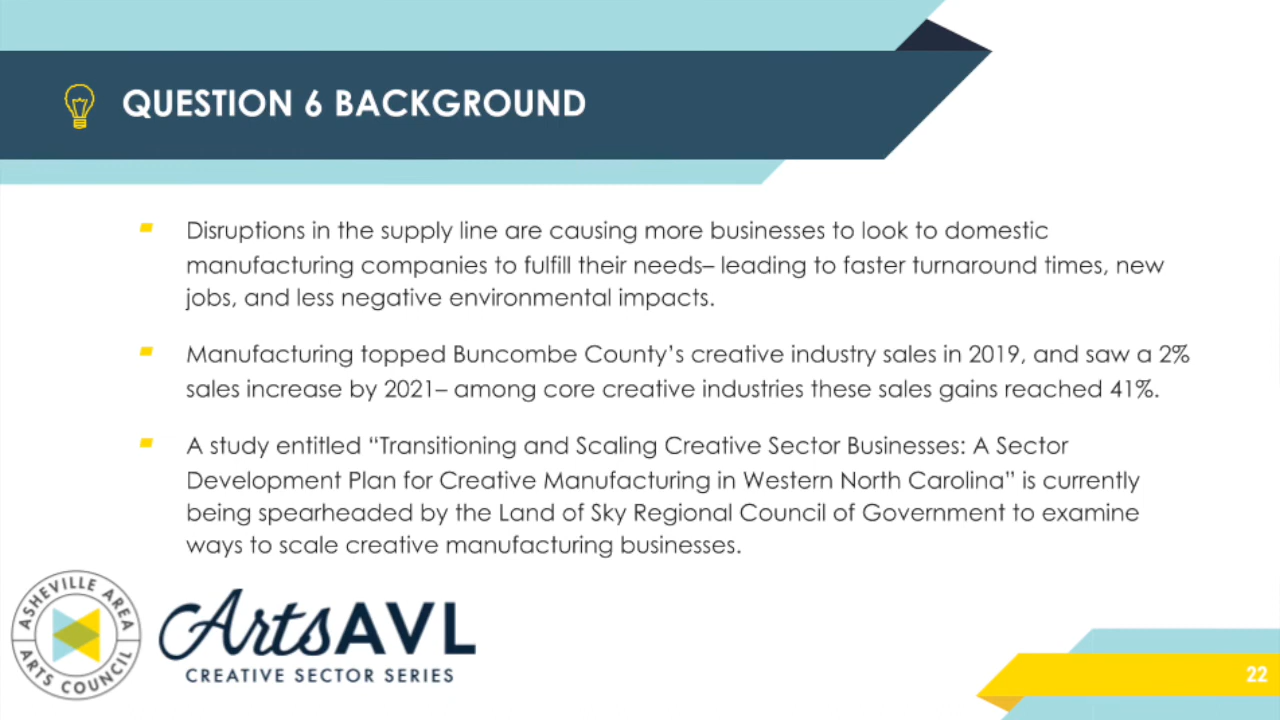 QUESTION 6 BACKGROUND
Disruptions in the supply line are causing more businesses to look to domestic
manufacturing companies to fulfill their needs– leading to faster turnaround times, new
jobs, and less negative environmental impacts.
Manufacturing topped Buncombe County’s creative industry sales in 2019, and saw a 2%
sales increase by 2021– among core creative industries these sales gains reached 41%.
A study entitled “Transitioning and Scaling Creative Sector Businesses: A Sector
Development Plan for Creative Manufacturing in Western North Carolina” is currently
being spearheaded by the Land of Sky Regional Council of Government to examine
ways to scale creative manufacturing businesses.
ASHEVILLE AREA
ARTS COUNCIL
ArtsAVL
CREATIVE SECTOR SERIES
22